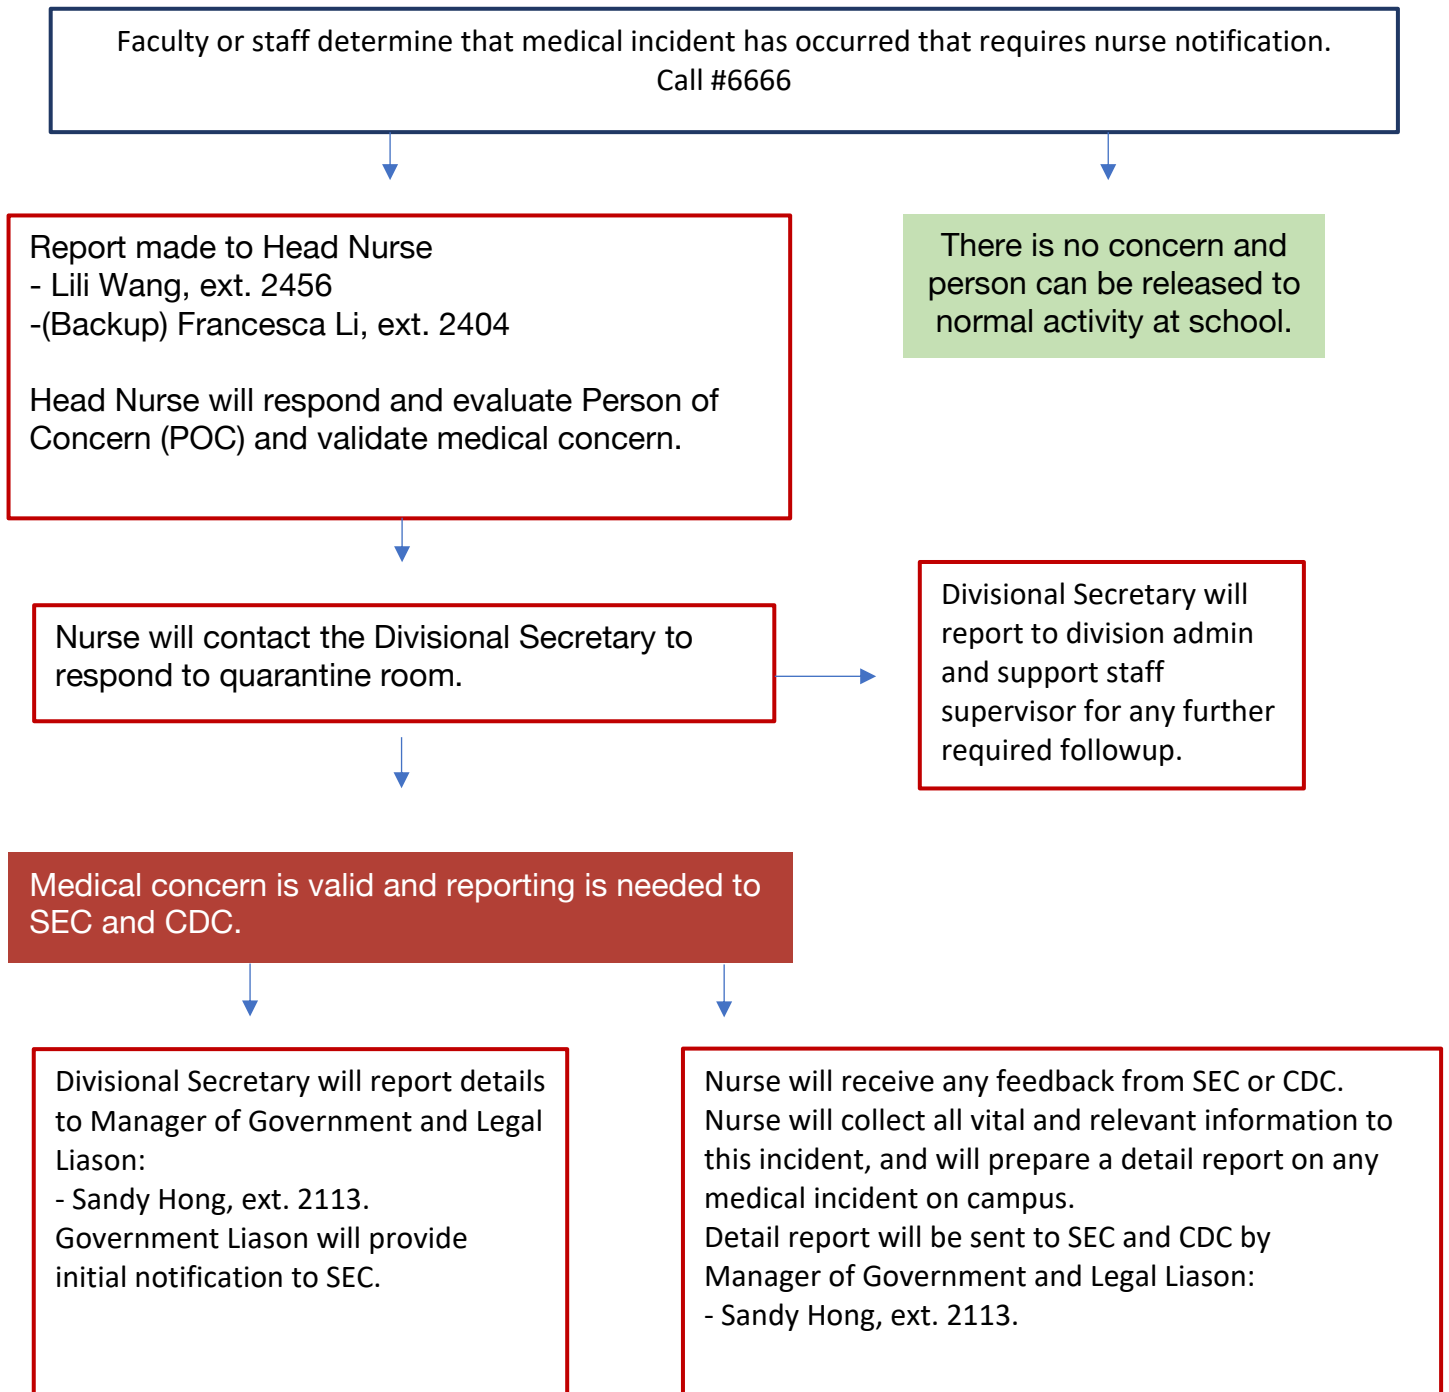 Faculty or staff determine that medical incident has occurred that requires nurse notification.
Call #6666
Report made to Head Nurse
- Lili Wang, ext. 2456
-(Backup) Francesca Li, ext. 2404
Head Nurse will respond and evaluate Person of
Concern (POC) and validate medical concern.
There is no concern and
person can be released to
normal activity at school.
Nurse will contact the Divisional Secretary to
respond to quarantine room.
Divisional Secretary will
report to division admin
and support staff
supervisor for any further
required followup.
Medical concern is valid and reporting is needed to
SEC and CDC.
Divisional Secretary will report details
to Manager of Government and Legal
Liason:
- Sandy Hong, ext. 2113.
Government Liason will provide
initial notification to SEC.
Nurse will receive any feedback from SEC or CDC.
Nurse will collect all vital and relevant information to
this incident, and will prepare a detail report on any
medical incident on campus.
Detail report will be sent to SEC and CDC by
Manager of Government and Legal Liason:
- Sandy Hong, ext. 2113.